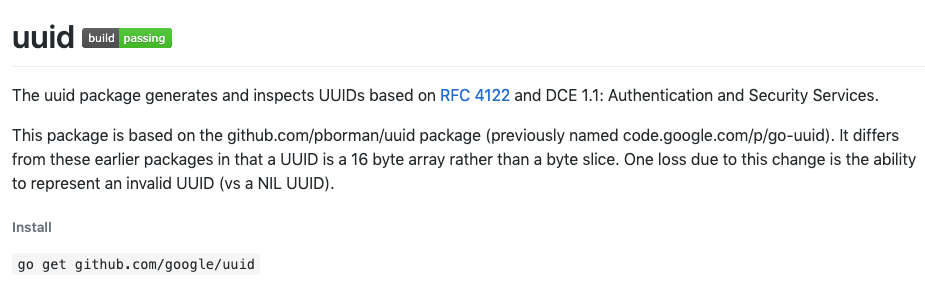 uuid build passing
The uuid package generates and inspects UUIDs based on RFC 4122 and DCE 1.1: Authentication and Security Services.
This package is based on the github.com/pborman/uuid package (previously named code.google.com/p/go-uuid). It differs
from these earlier packages in that a UUID is a 16 byte array rather than a byte slice. One loss due to this change is the ability
to represent an invalid UUID (vs a NIL UUID).
Install
go get github.com/google/uuid